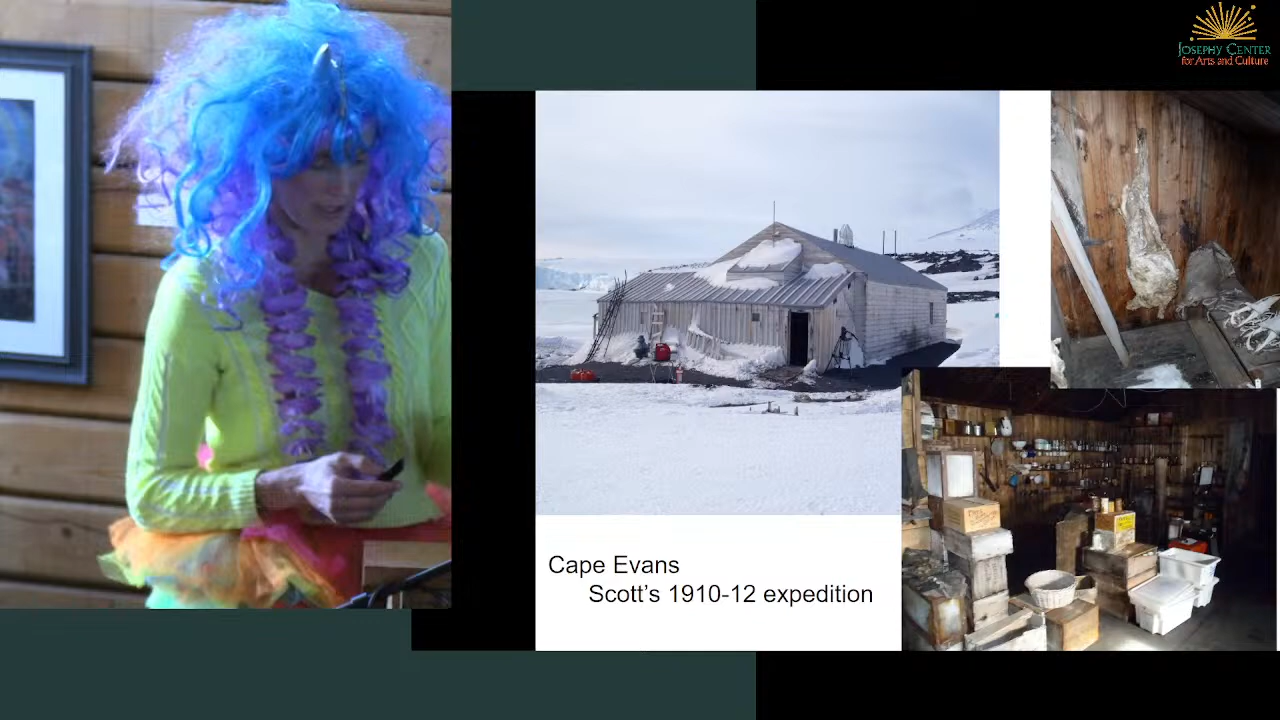 JOSEPHY CENTER
for Arts and Culture
Cape Evans
Scott's 1910-12 expedition